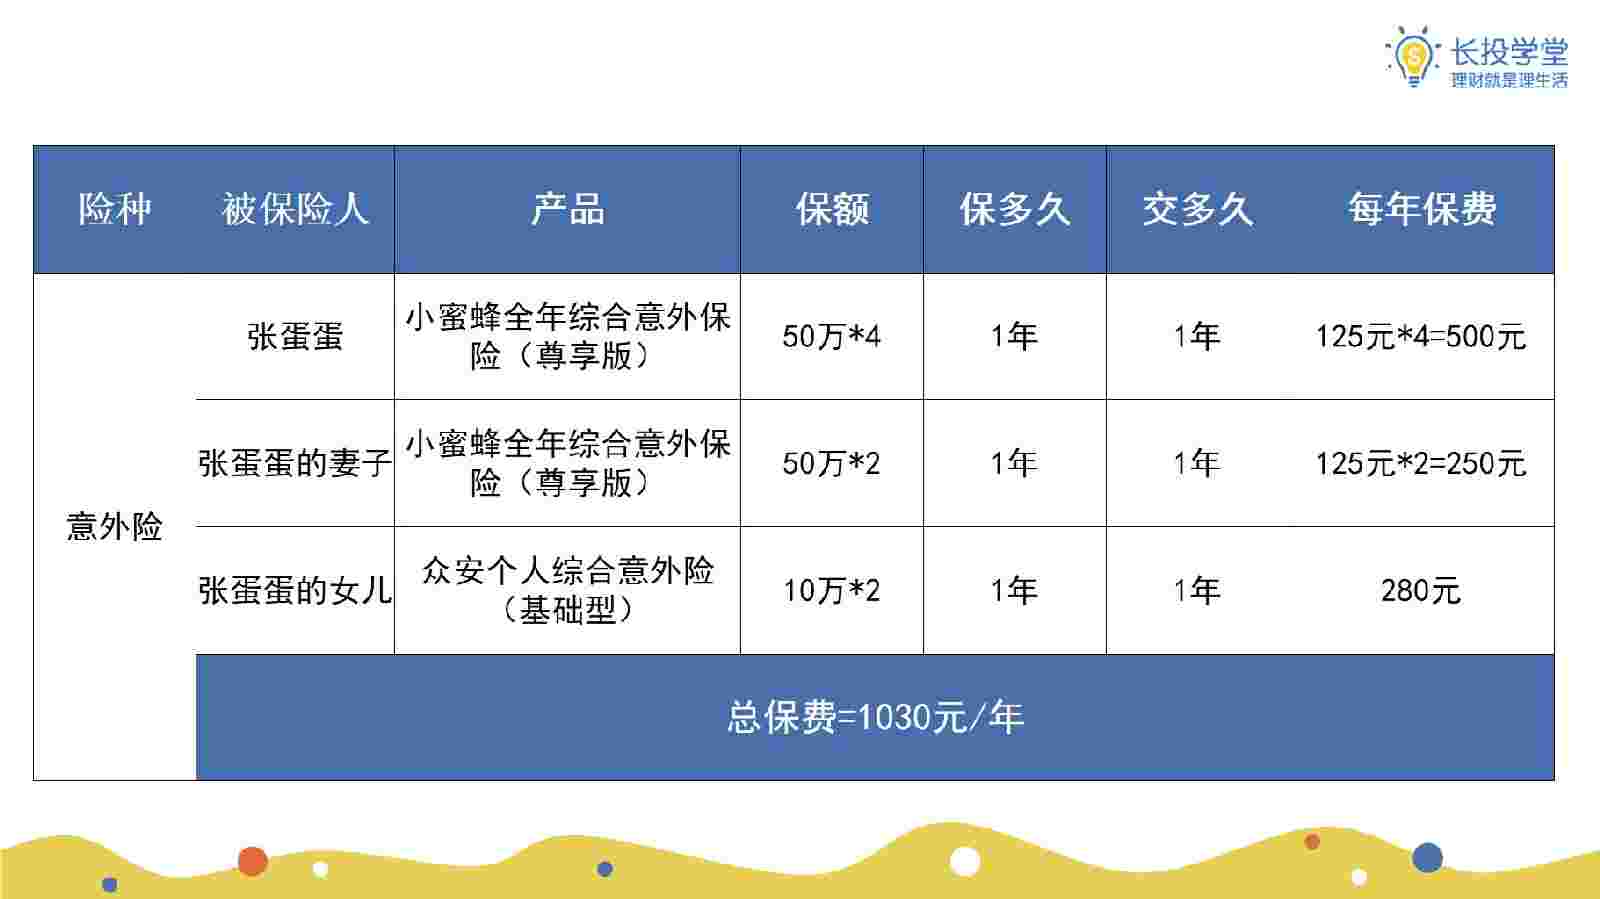 长投学堂
理财就是理生活
险种 被保险人 产品 保额 保多久 交多久 每年保费
意外险
张蛋蛋 小蜜蜂全年综合意外保
险（尊享版） 50万*4 1年 1年 125元*4=500元
张蛋蛋的妻子 小蜜蜂全年综合意外保
险（尊享版） 50万*2 1年 1年 125元*2=250元
张蛋蛋的女儿 众安个人综合意外险
（基础型） 10万*2 1年 1年 280元
总保费=1030元/年